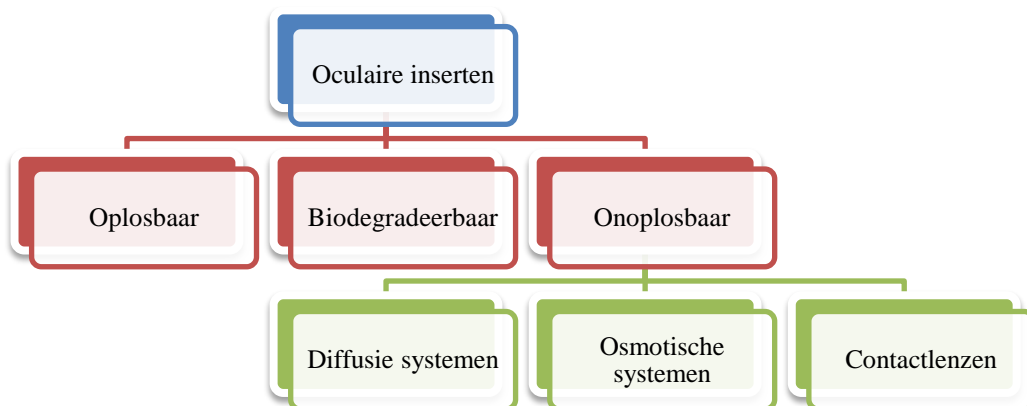 Oculaire inserten
Oplosbaar
Biodegradeerbaar
Onoplosbaar
Diffusie systemen
Osmotische
systemen
Contactlenzen